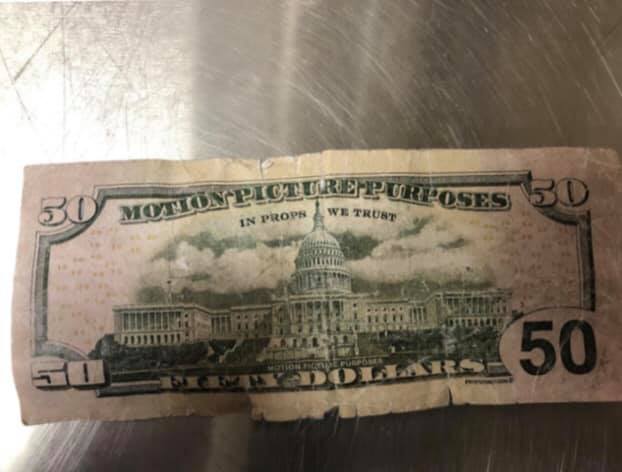 50 MOTION PICTURE PURPOSES 50
IN PROPS WE TRUST
MOTION PICTURE PURPOSES
50 FIFTY DOLLARS 50